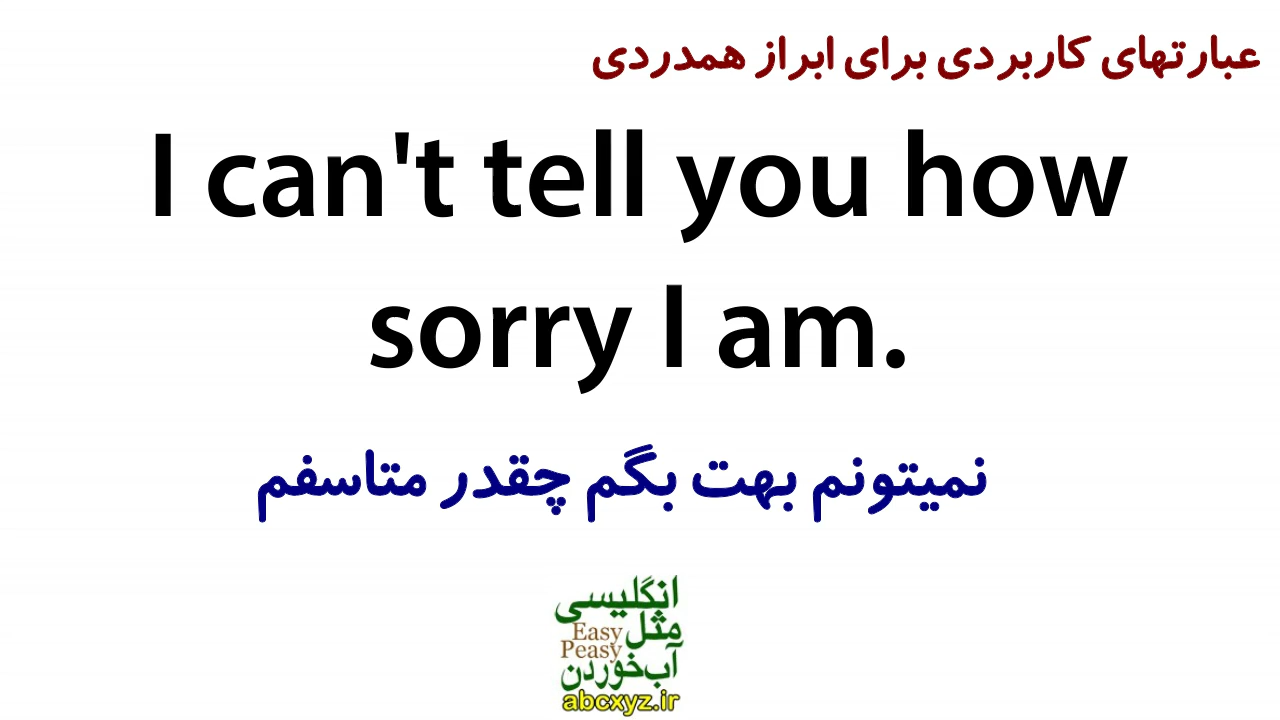 عبارتهای کاربردی برای ابراز همدردی
I can't tell you how
sorry I am.
نمیتونم بهت بگم چقدر متاسفم
انگلیسی
مثل
Easy
Peasy
آب‌خوردن
abcxyz.ir